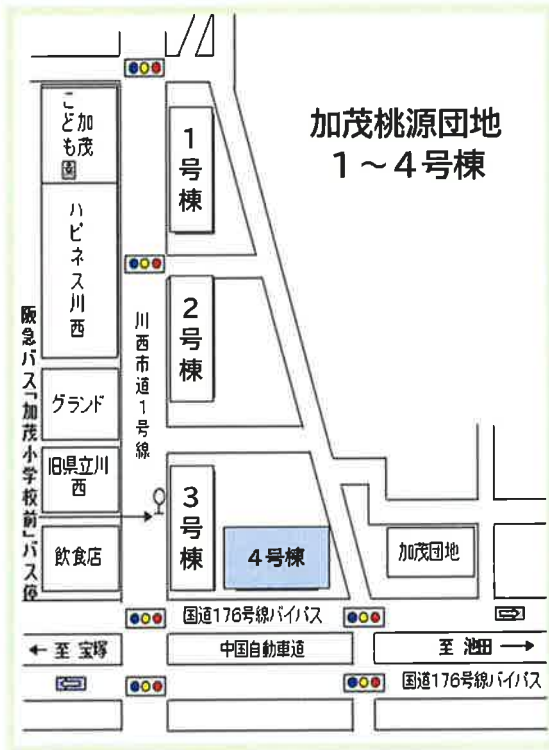 加茂桃源団地
1～4号棟
加茂
こども園
ハピネス川西
グランド
旧県立川
西
飲食店
阪急バス「加茂小学校前」バス停
川西市道1号線
1号棟
2号棟
3号棟
4号棟
加茂団地
国道176号線バイパス
← 至 宝塚
中国自動車道
至 池田 →
国道176号線バイパス